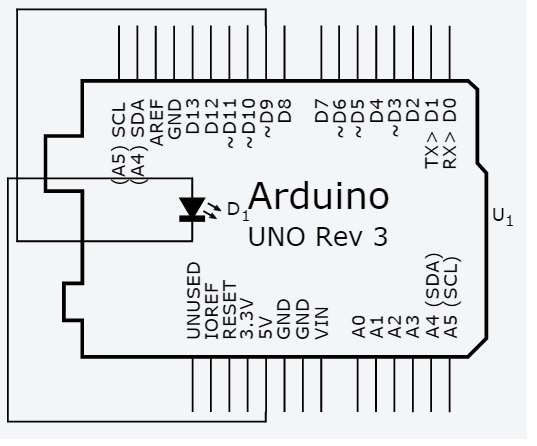 (A5) SCL
(A4) SDA
AREF
GND
D13
D12
~D11
~D10
~D9
D8
D7
~D6
~D5
D4
~D3
D2
TX> D1
RX> D0
D1
Arduino
UNO Rev 3
U1
UNUSED
IOREF
RESET
3.3V
5V
GND
GND
VIN
A0
A1
A2
A3
A4 (SDA)
A5 (SCL)